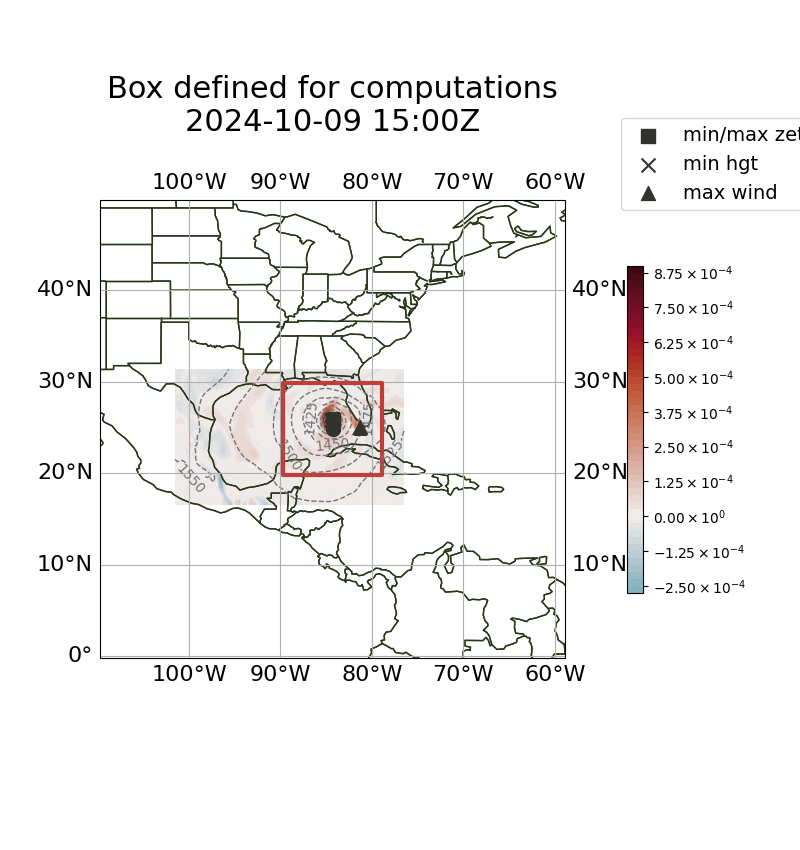 Box defined for computations
2024-10-09 15:00Z
min/max zet
min hgt
max wind
100°W 90°W 80°W 70°W 60°W
40°N 40°N
30°N 30°N
20°N 20°N
10°N 10°N
0°
100°W 90°W 80°W 70°W 60°W
1425
1450
1500
1550
8.75 × 10⁻⁴
7.50 × 10⁻⁴
6.25 × 10⁻⁴
5.00 × 10⁻⁴
3.75 × 10⁻⁴
2.50 × 10⁻⁴
1.25 × 10⁻⁴
0.00 × 10⁰
−1.25 × 10⁻⁴
−2.50 × 10⁻⁴